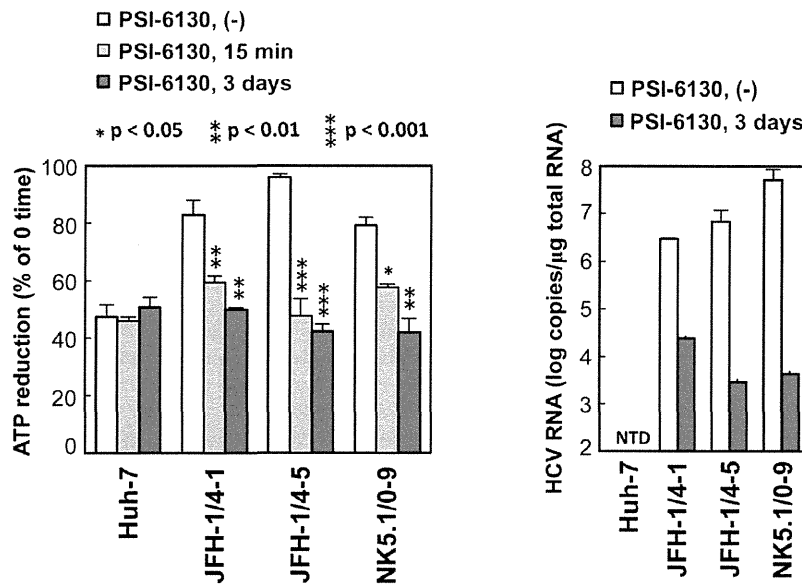 PSI-6130, (-)
PSI-6130, 15 min
PSI-6130, 3 days
* p < 0.05
** p < 0.01
*** p < 0.001
ATP reduction (% of 0 time)
100
80
60
40
20
0
**
**
***
***
*
**
Huh-7
JFH-1/4-1
JFH-1/4-5
NK5.1/0-9
PSI-6130, (-)
PSI-6130, 3 days
HCV RNA (log copies/μg total RNA)
8
7
6
5
4
3
2
NTD
Huh-7
JFH-1/4-1
JFH-1/4-5
NK5.1/0-9